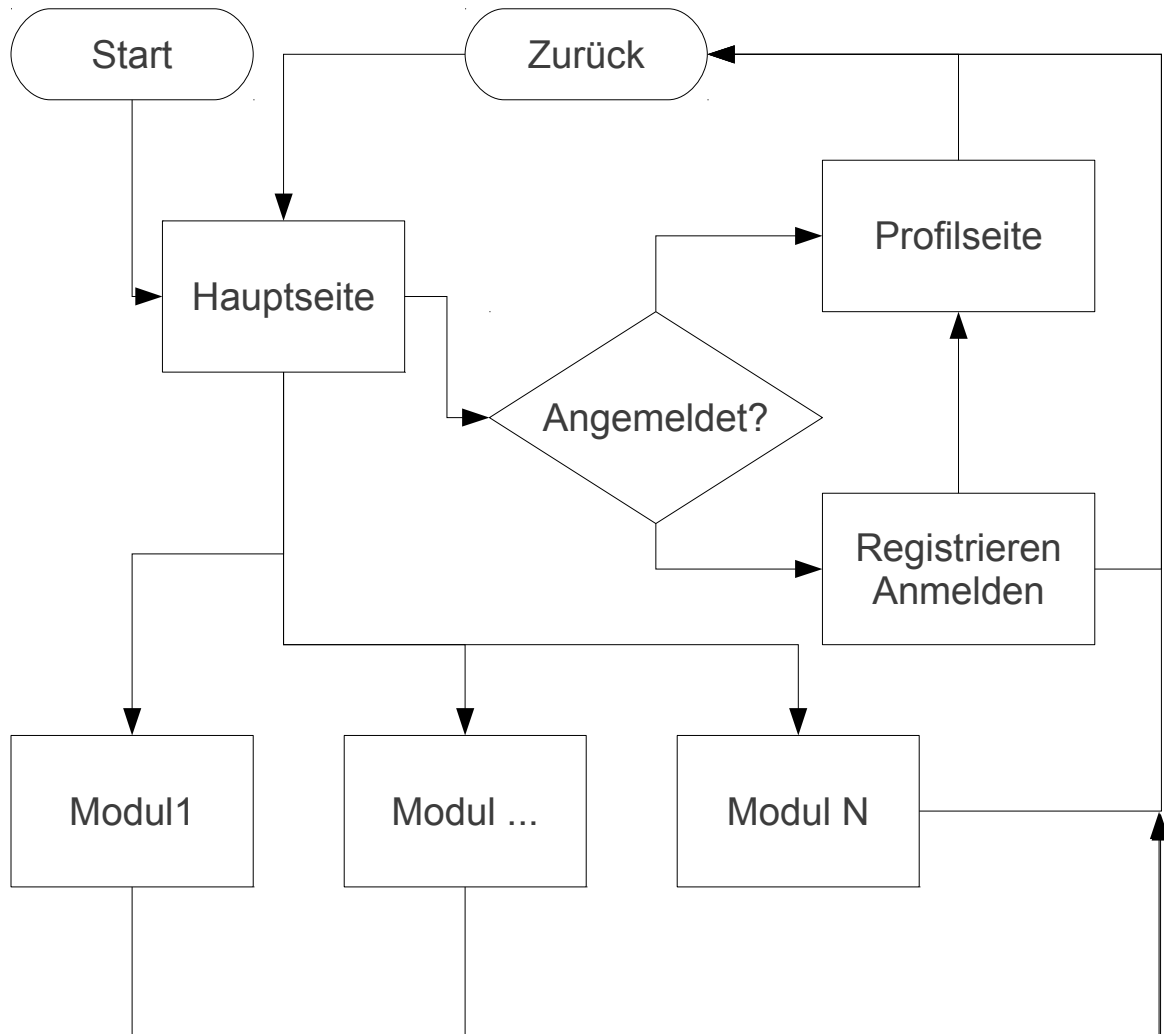 Start
Zurück
Profilseite
Hauptseite
Angemeldet?
Registrieren
Anmelden
Modul1
Modul ...
Modul N